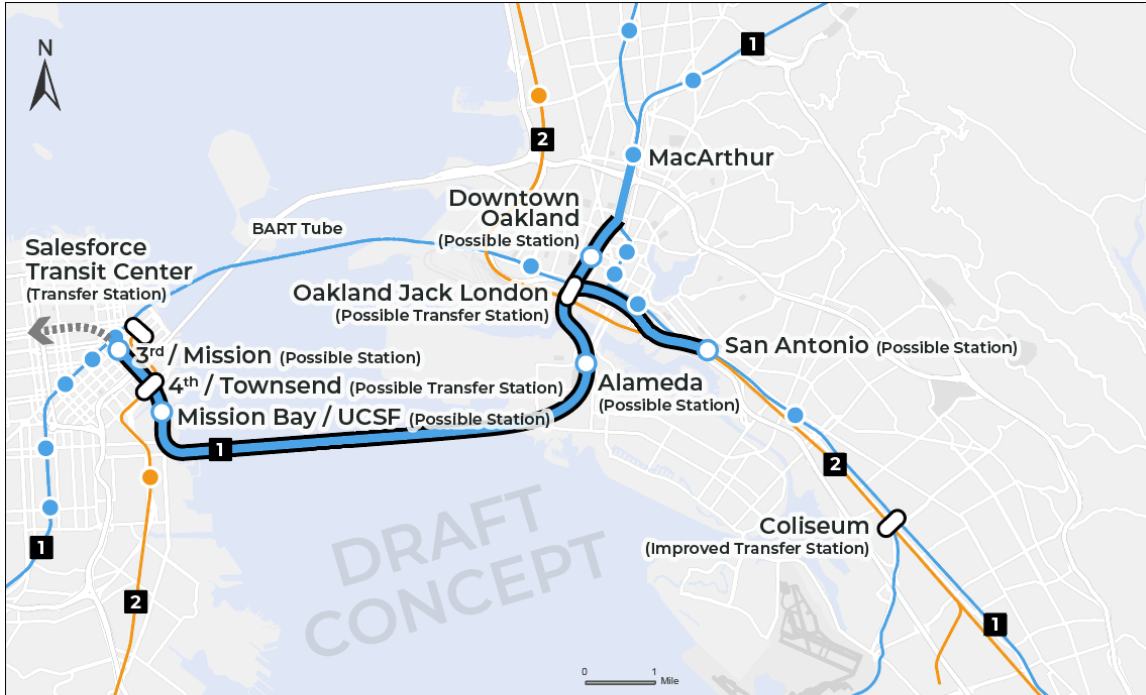 N
1
2
MacArthur
Downtown
Oakland
(Possible Station)
BART Tube
Salesforce
Transit Center
(Transfer Station)
Oakland Jack London
(Possible Transfer Station)
3rd / Mission (Possible Station)
San Antonio (Possible Station)
4th / Townsend (Possible Transfer Station)
Alameda
(Possible Station)
Mission Bay / UCSF (Possible Station)
1
2
DRAFT
CONCEPT
Coliseum
(Improved Transfer Station)
1
2
1
0 1
Mile